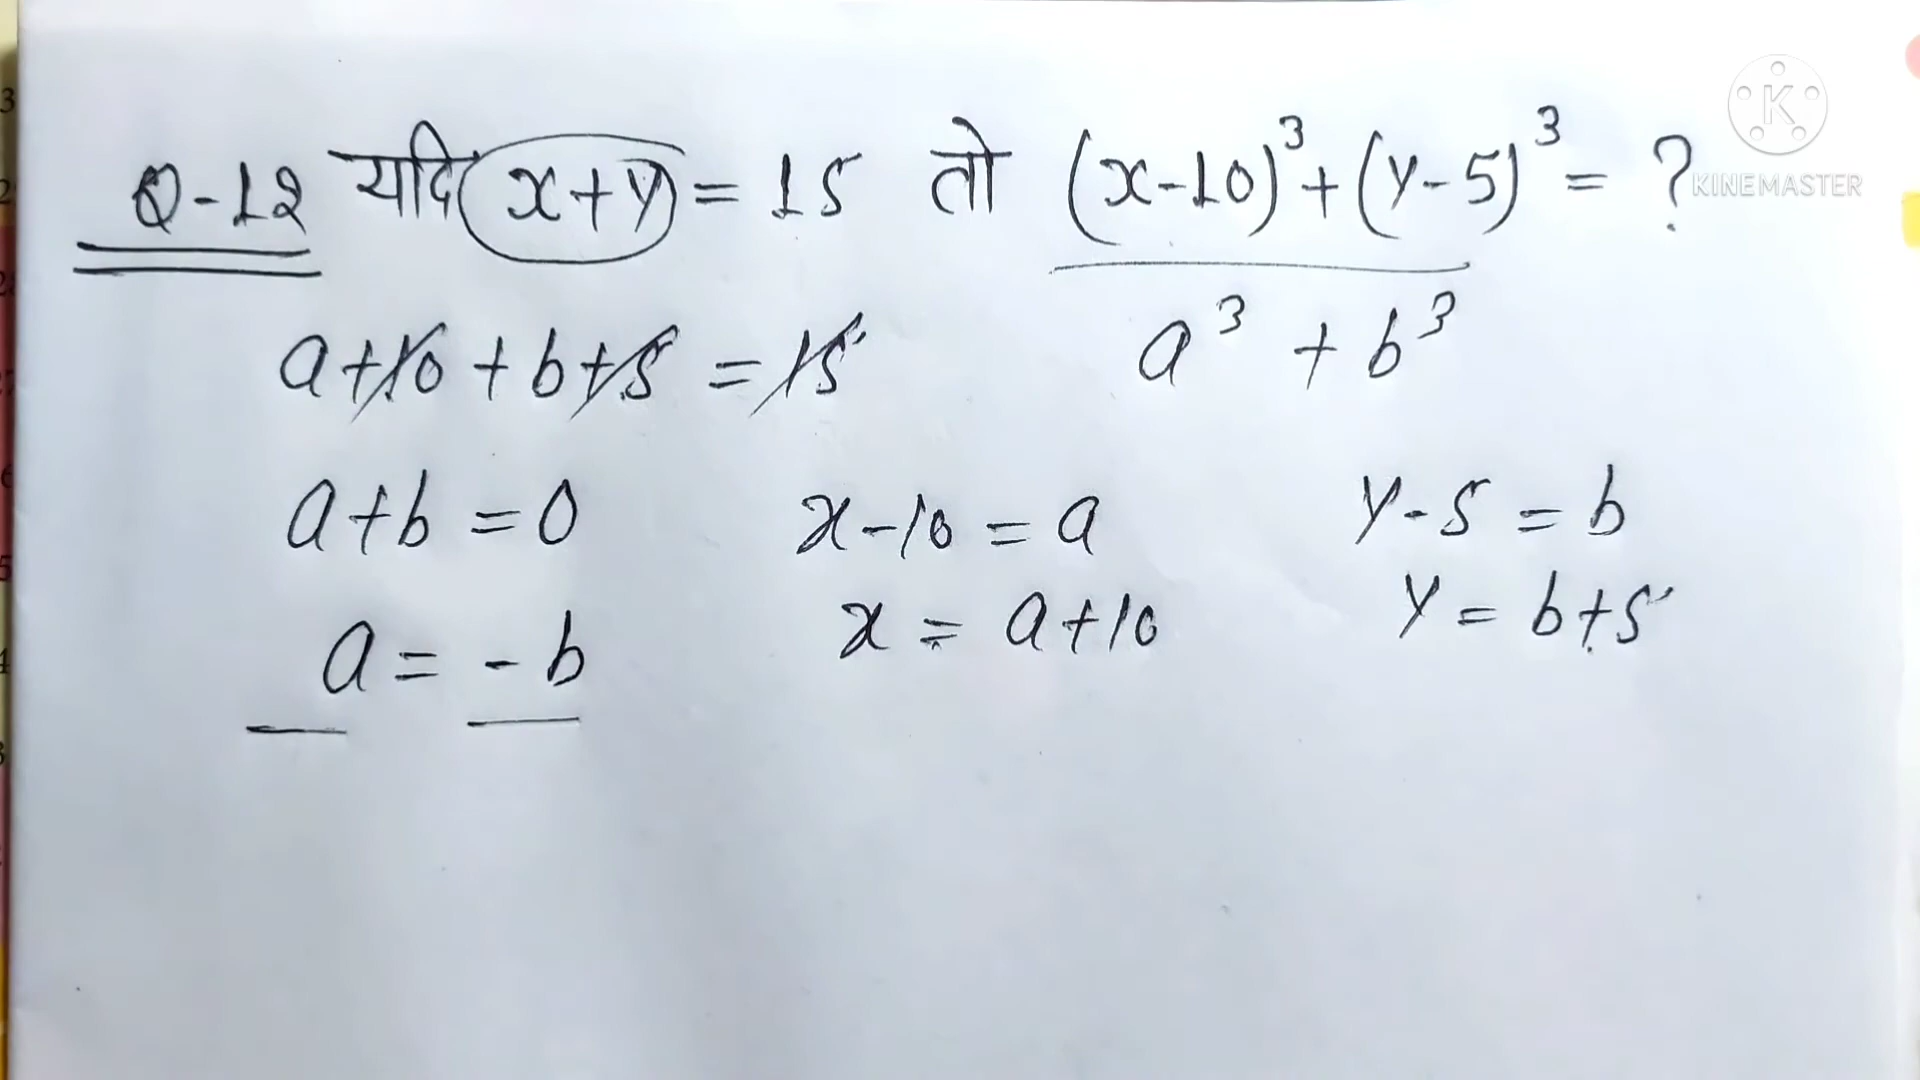 Q-12 यदि x+y = 15 तो (x-10)³+(y-5)³ = ?
KINEMASTER
a+10 + b+5 = 15
a³ + b³
a+b = 0
x-10 = a
y-5 = b
a = -b
x = a+10
y = b+5